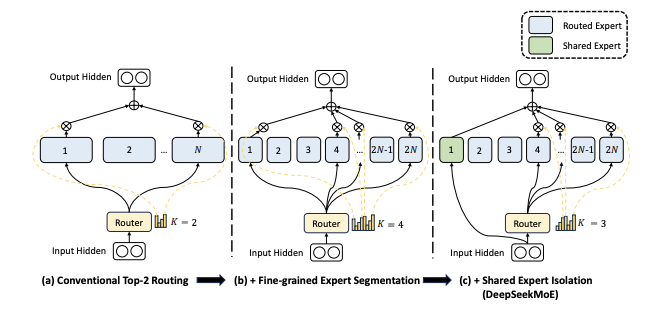 Routed Expert
Shared Expert
Output Hidden
1
2
...
N
Router
K = 2
Input Hidden
(a) Conventional Top-2 Routing
Output Hidden
1
2
3
4
...
2N-1
2N
...
Router
K = 4
Input Hidden
(b) + Fine-grained Expert Segmentation
Output Hidden
1
2
3
4
...
2N-1
2N
...
Router
K = 3
Input Hidden
(c) + Shared Expert Isolation
(DeepSeekMoE)